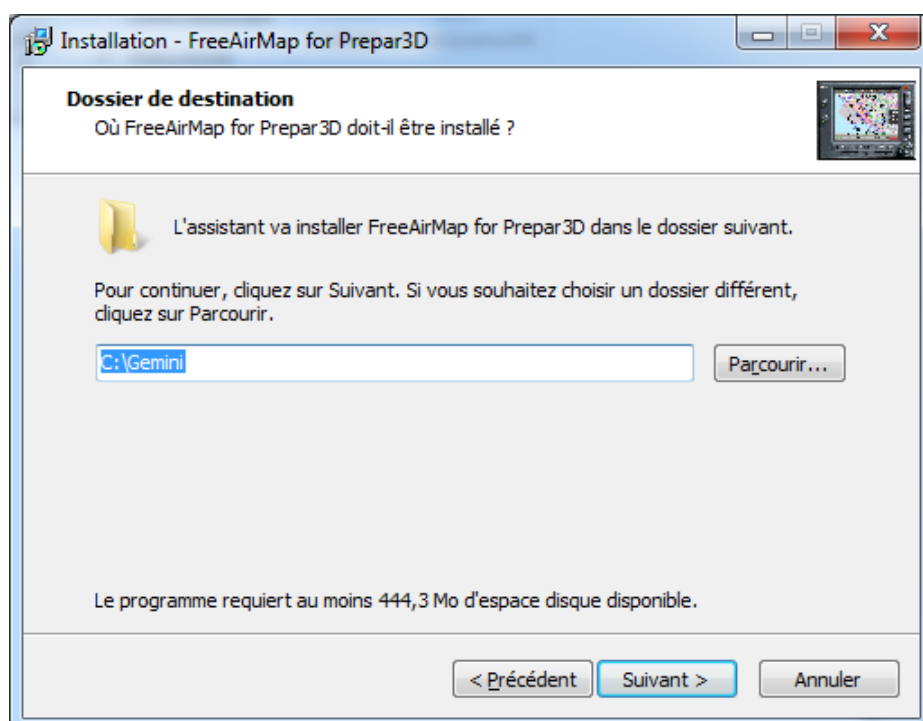 Installation - FreeAirMap for Prepar3D
Dossier de destination
Où FreeAirMap for Prepar3D doit-il être installé ?
L'assistant va installer FreeAirMap for Prepar3D dans le dossier suivant.
Pour continuer, cliquez sur Suivant. Si vous souhaitez choisir un dossier différent,
cliquez sur Parcourir.
C:\Gemini
Parcourir...
Le programme requiert au moins 444,3 Mo d'espace disque disponible.
< Précédent
Suivant >
Annuler